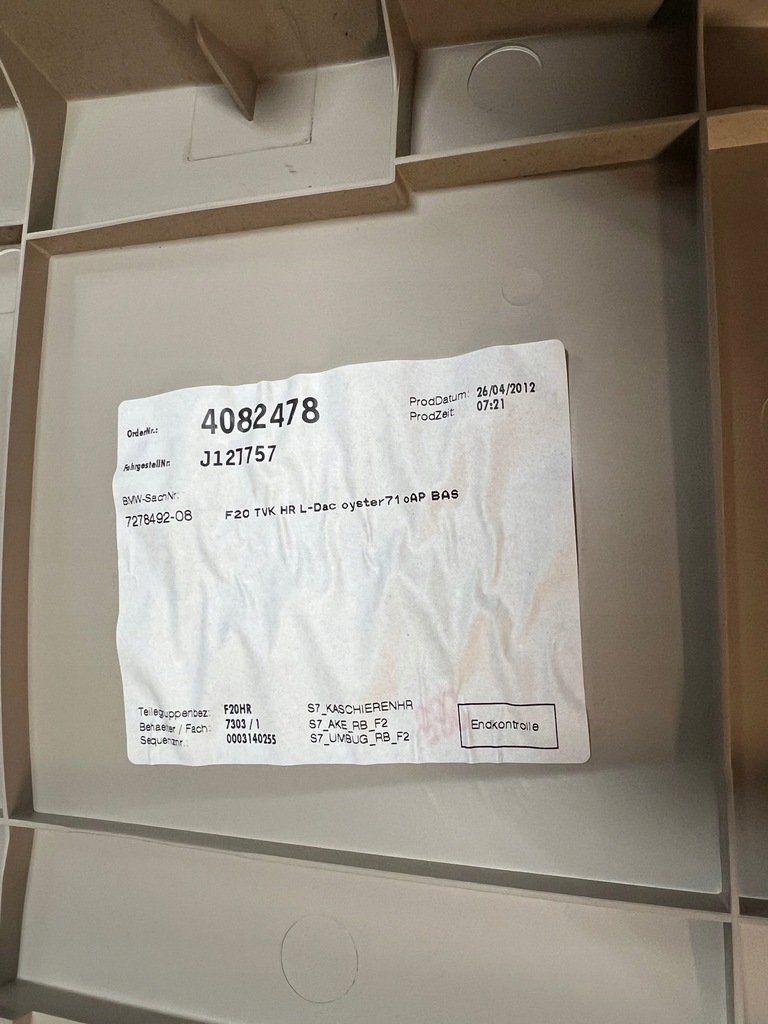 OrderNr.: 4082478
ProdDatum: 26/04/2012
ProdZeit: 07:21
FahrgestellNr: J127757
BMW-SachNr:
7278492-08 F20 TVK HR L-Dac oyster71 oAP BAS
Teilegruppenbez: F20HR S7_KASCHIERENHR
Behaelter / Fach: 7303 / 1 S7_AKE_RB_F2
Sequenznr.: 0003140255 S7_UMBUG_RB_F2
Endkontrolle